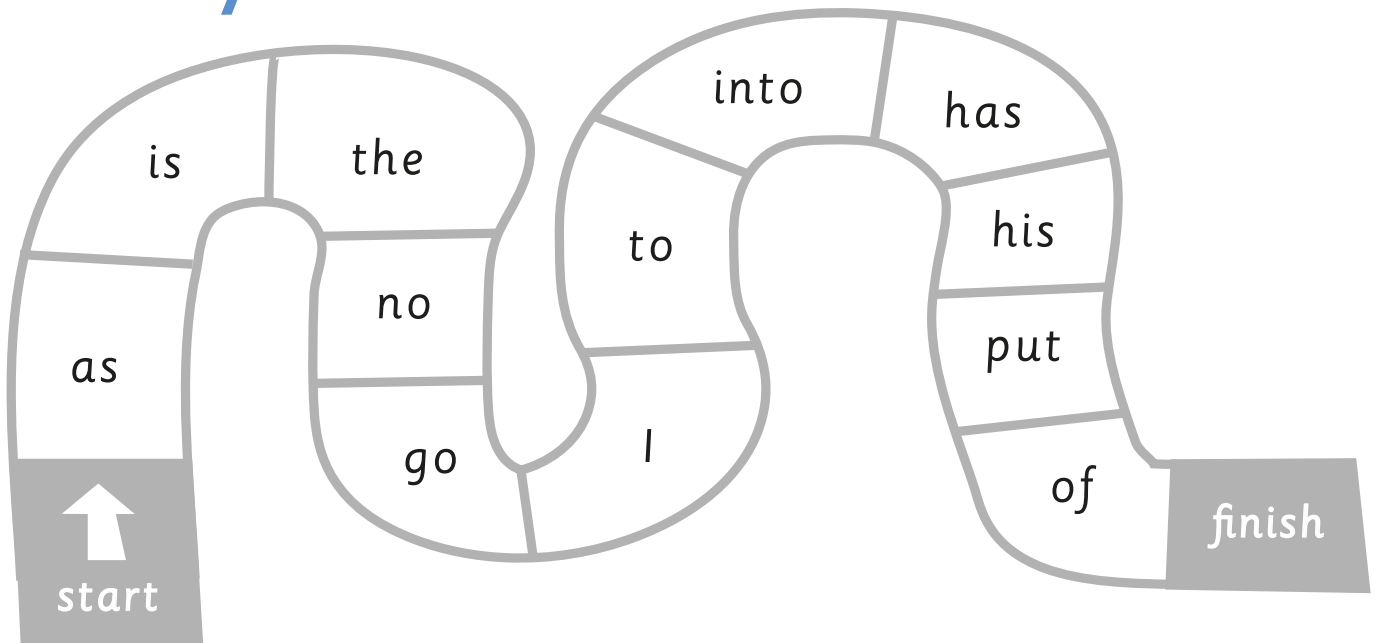 start
as
is
the
no
go
I
to
into
has
his
put
of
finish